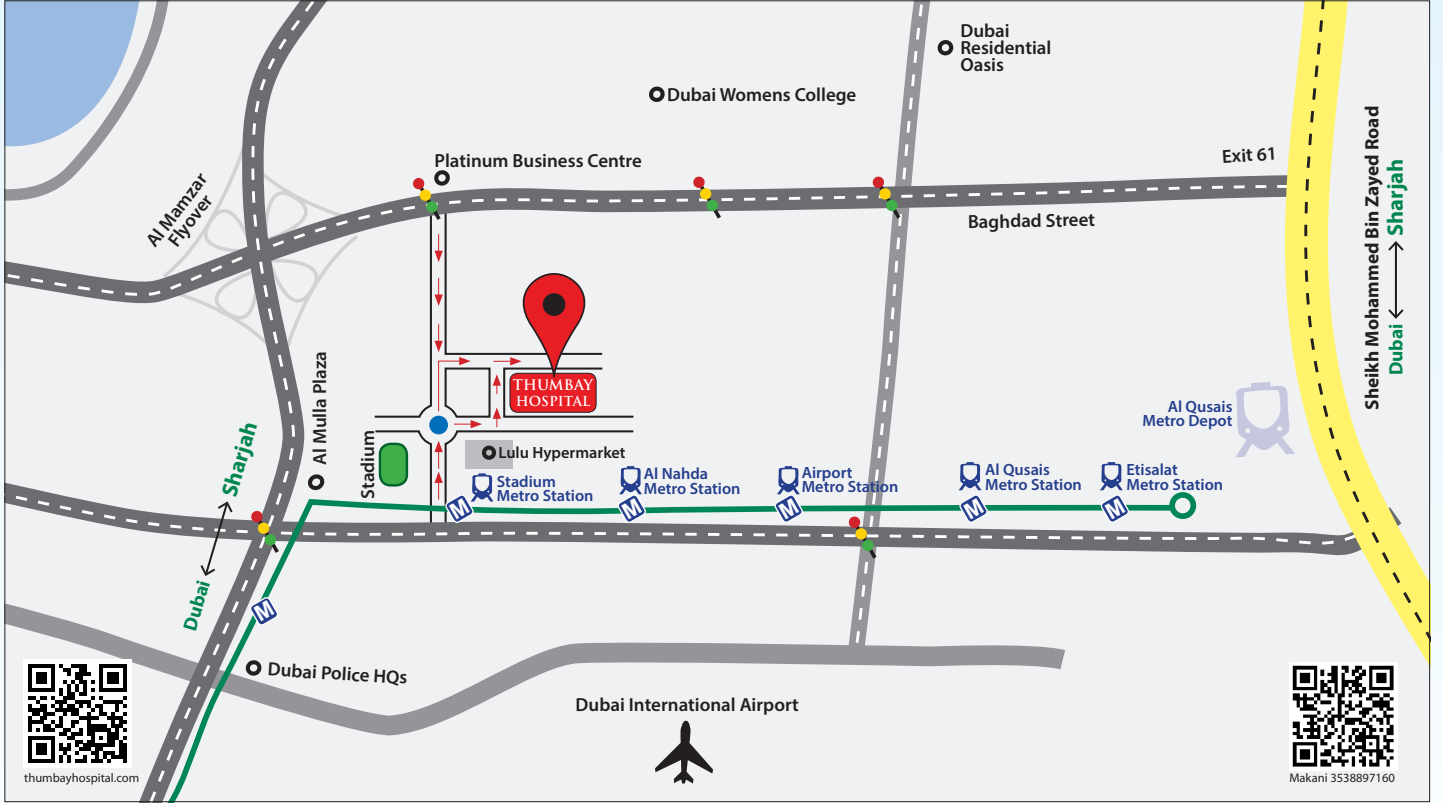 Dubai
Residential
Oasis
Dubai Womens College
Platinum Business Centre
Exit 61
Baghdad Street
Al Mamzar
Flyover
Sheikh Mohammed Bin Zayed Road
Dubai
Sharjah
THUMBAY
HOSPITAL
Al Mulla Plaza
Stadium
Lulu Hypermarket
Al Qusais
Metro Depot
Sharjah
Dubai
Stadium
Metro Station
Al Nahda
Metro Station
Airport
Metro Station
Al Qusais
Metro Station
Etisalat
Metro Station
M
M
M
M
M
M
Dubai Police HQs
Dubai International Airport
thumbayhospital.com
Makani 3538897160